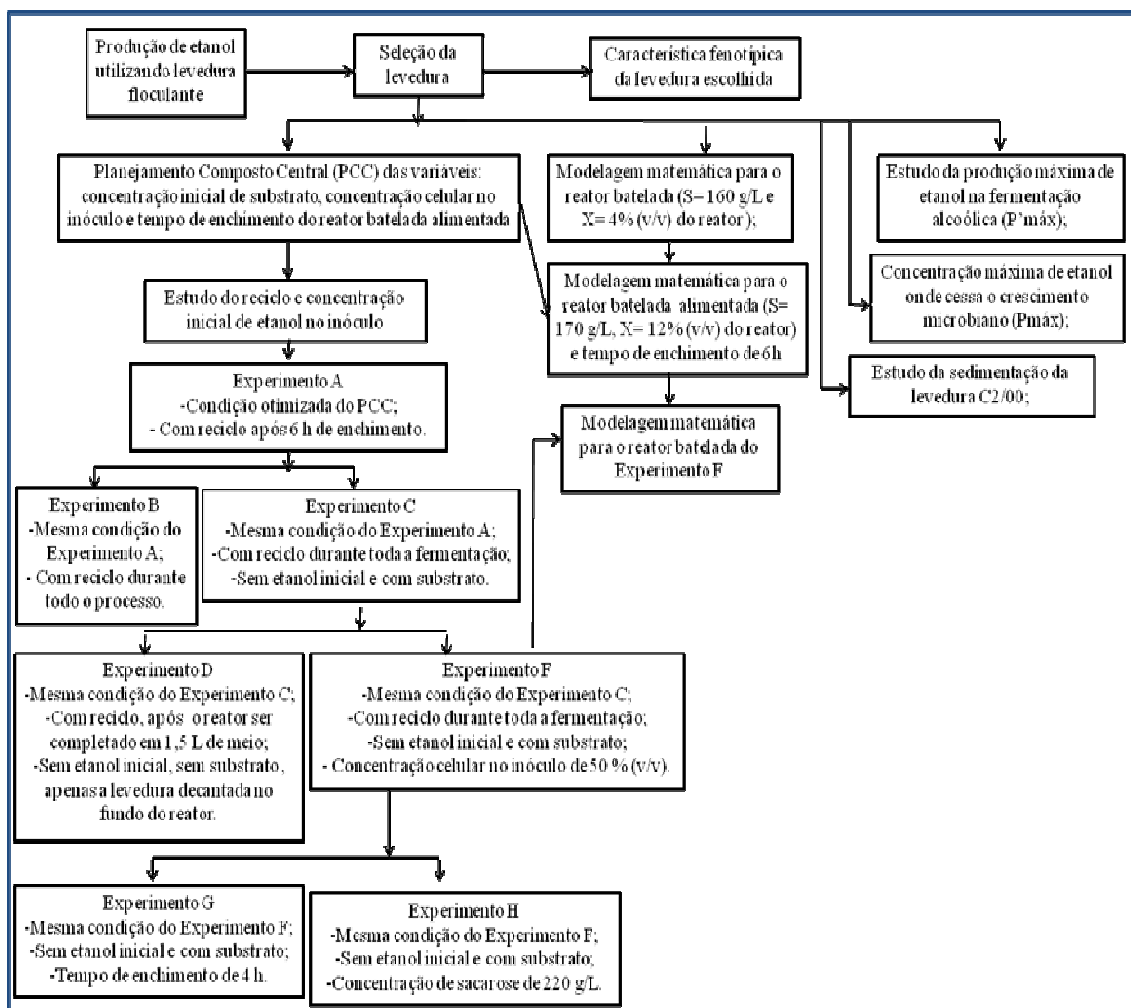 Produção de etanol
utilizando levedura
floculante
Seleção da
levedura
Característica fenotípica
da levedura escolhida
Planejamento Composto Central (PCC) das variáveis:
concentração inicial de substrato, concentração celular no
inóculo e tempo de enchimento do reator batelada alimentada
Modelagem matemática para o
reator batelada (S=160 g/L e
X= 4% (v/v) do reator);
Estudo da produção máxima de
etanol na fermentação
alcoólica (P'máx);
Estudo do reciclo e concentração
inicial de etanol no inóculo
Modelagem matemática para o
reator batelada alimentada (S=
170 g/L, X= 12% (v/v) do reator)
e tempo de enchimento de 6h
Concentração máxima de etanol
onde cessa o crescimento
microbiano (Pmáx);
Estudo da sedimentação da
levedura C2/00;
Experimento A
-Condição otimizada do PCC;
- Com reciclo após 6 h de enchimento.
Modelagem matemática
para o reator batelada do
Experimento F
Experimento B
-Mesma condição do
Experimento A;
- Com reciclo durante
todo o processo.
Experimento C
-Mesma condição do Experimento A;
-Com reciclo durante toda a fermentação;
-Sem etanol inicial e com substrato.
Experimento D
-Mesma condição do Experimento C;
-Com reciclo, após o reator ser
completado em 1,5 L de meio;
-Sem etanol inicial, sem substrato,
apenas a levedura decantada no
fundo do reator.
Experimento F
-Mesma condição do Experimento C;
-Com reciclo durante toda a fermentação;
-Sem etanol inicial e com substrato;
- Concentração celular no inóculo de 50 % (v/v).
Experimento G
-Mesma condição do Experimento F;
-Sem etanol inicial e com substrato;
-Tempo de enchimento de 4 h.
Experimento H
-Mesma condição do Experimento F;
-Sem etanol inicial e com substrato;
-Concentração de sacarose de 220 g/L.